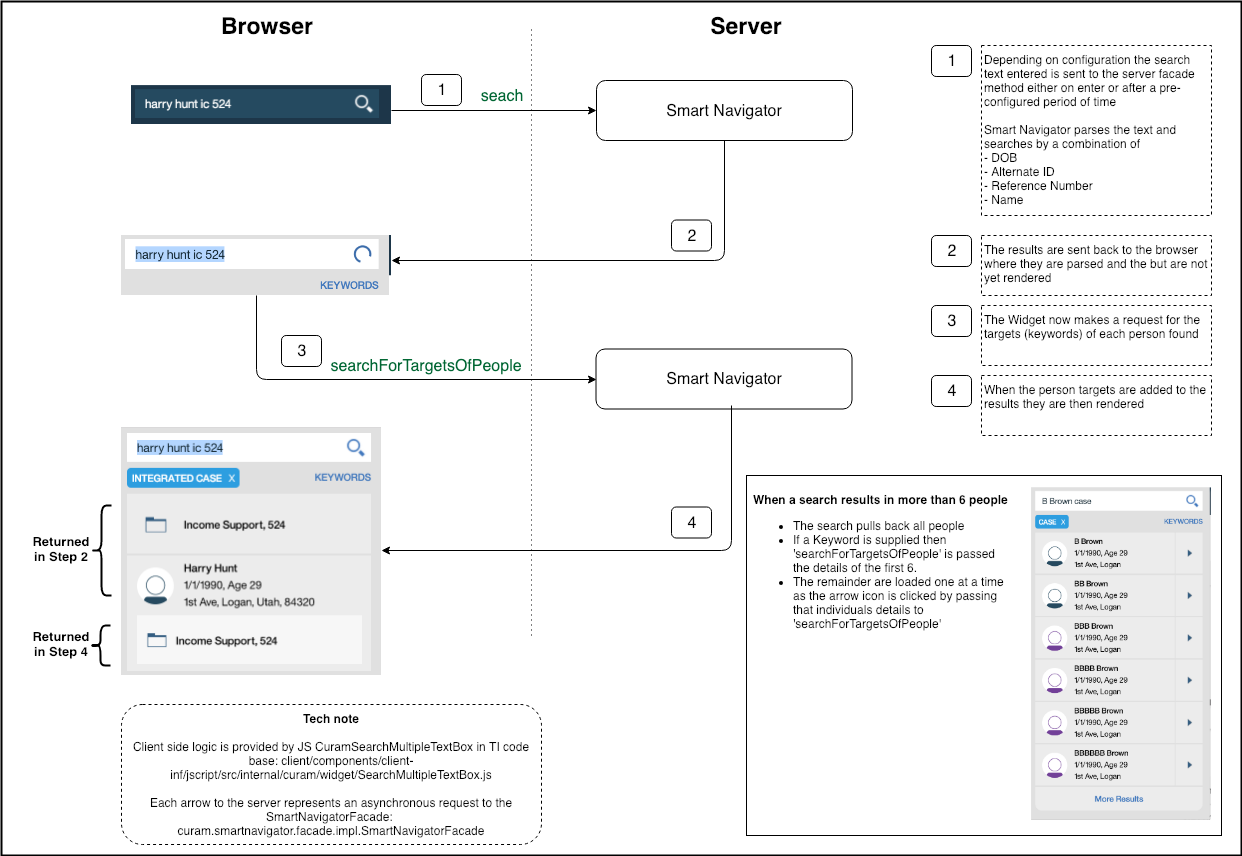 Browser
Server
harry hunt ic 524
1
seach
Smart Navigator
1
Depending on configuration the search
text entered is sent to the server facade
method either on enter or after a pre-
configured period of time
Smart Navigator parses the text and
searches by a combination of
- DOB
- Alternate ID
- Reference Number
- Name
harry hunt ic 524
KEYWORDS
2
2
The results are sent back to the browser
where they are parsed and the but are not
yet rendered
3
searchForTargetsOfPeople
Smart Navigator
3
The Widget now makes a request for the
targets (keywords) of each person found
4
When the person targets are added to the
results they are then rendered
harry hunt ic 524
INTEGRATED CASE X
KEYWORDS
Income Support, 524
Harry Hunt
1/1/1990, Age 29
1st Ave, Logan, Utah, 84320
Income Support, 524
Returned
in Step 2
Returned
in Step 4
4
When a search results in more than 6 people
• The search pulls back all people
• If a Keyword is supplied then
'searchForTargetsOfPeople' is passed
the details of the first 6.
• The remainder are loaded one at a time
as the arrow icon is clicked by passing
that individuals details to
'searchForTargetsOfPeople'
B Brown case
CASE X
KEYWORDS
B Brown
1/1/1990, Age 29
1st Ave, Logan
BB Brown
1/1/1990, Age 29
1st Ave, Logan
BBB Brown
1/1/1990, Age 29
1st Ave, Logan
BBBB Brown
1/1/1990, Age 29
1st Ave, Logan
BBBBB Brown
1/1/1990, Age 29
1st Ave, Logan
BBBBBB Brown
1/1/1990, Age 29
1st Ave, Logan
More Results
Tech note
Client side logic is provided by JS CuramSearchMultipleTextBox in TI code
base: client/components/client-
inf/jscript/src/internal/curam/widget/SearchMultipleTextBox.js
Each arrow to the server represents an asynchronous request to the
SmartNavigatorFacade:
curam.smartnavigator.facade.impl.SmartNavigatorFacade